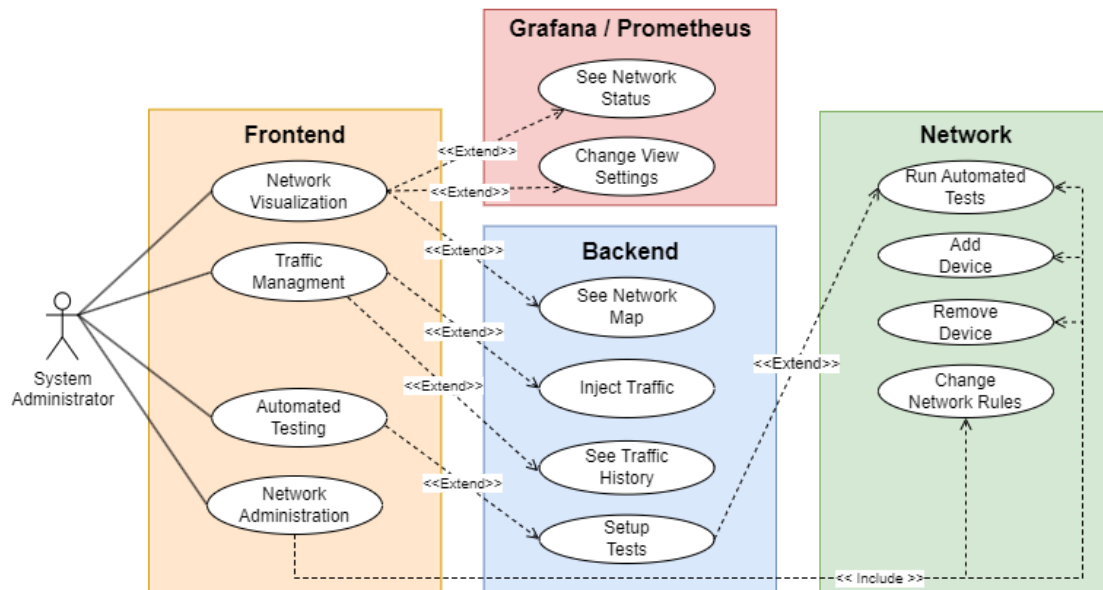 Grafana / Prometheus
See Network
Status
Change View
Settings
Frontend
Network
Visualization
Traffic
Managment
Automated
Testing
Network
Administration
System
Administrator
<<Extend>>
<<Extend>>
<<Extend>>
<<Extend>>
<<Extend>>
<<Extend>>
Backend
See Network
Map
Inject Traffic
See Traffic
History
Setup
Tests
<<Extend>>
<< Include >>
Network
Run Automated
Tests
Add
Device
Remove
Device
Change
Network Rules